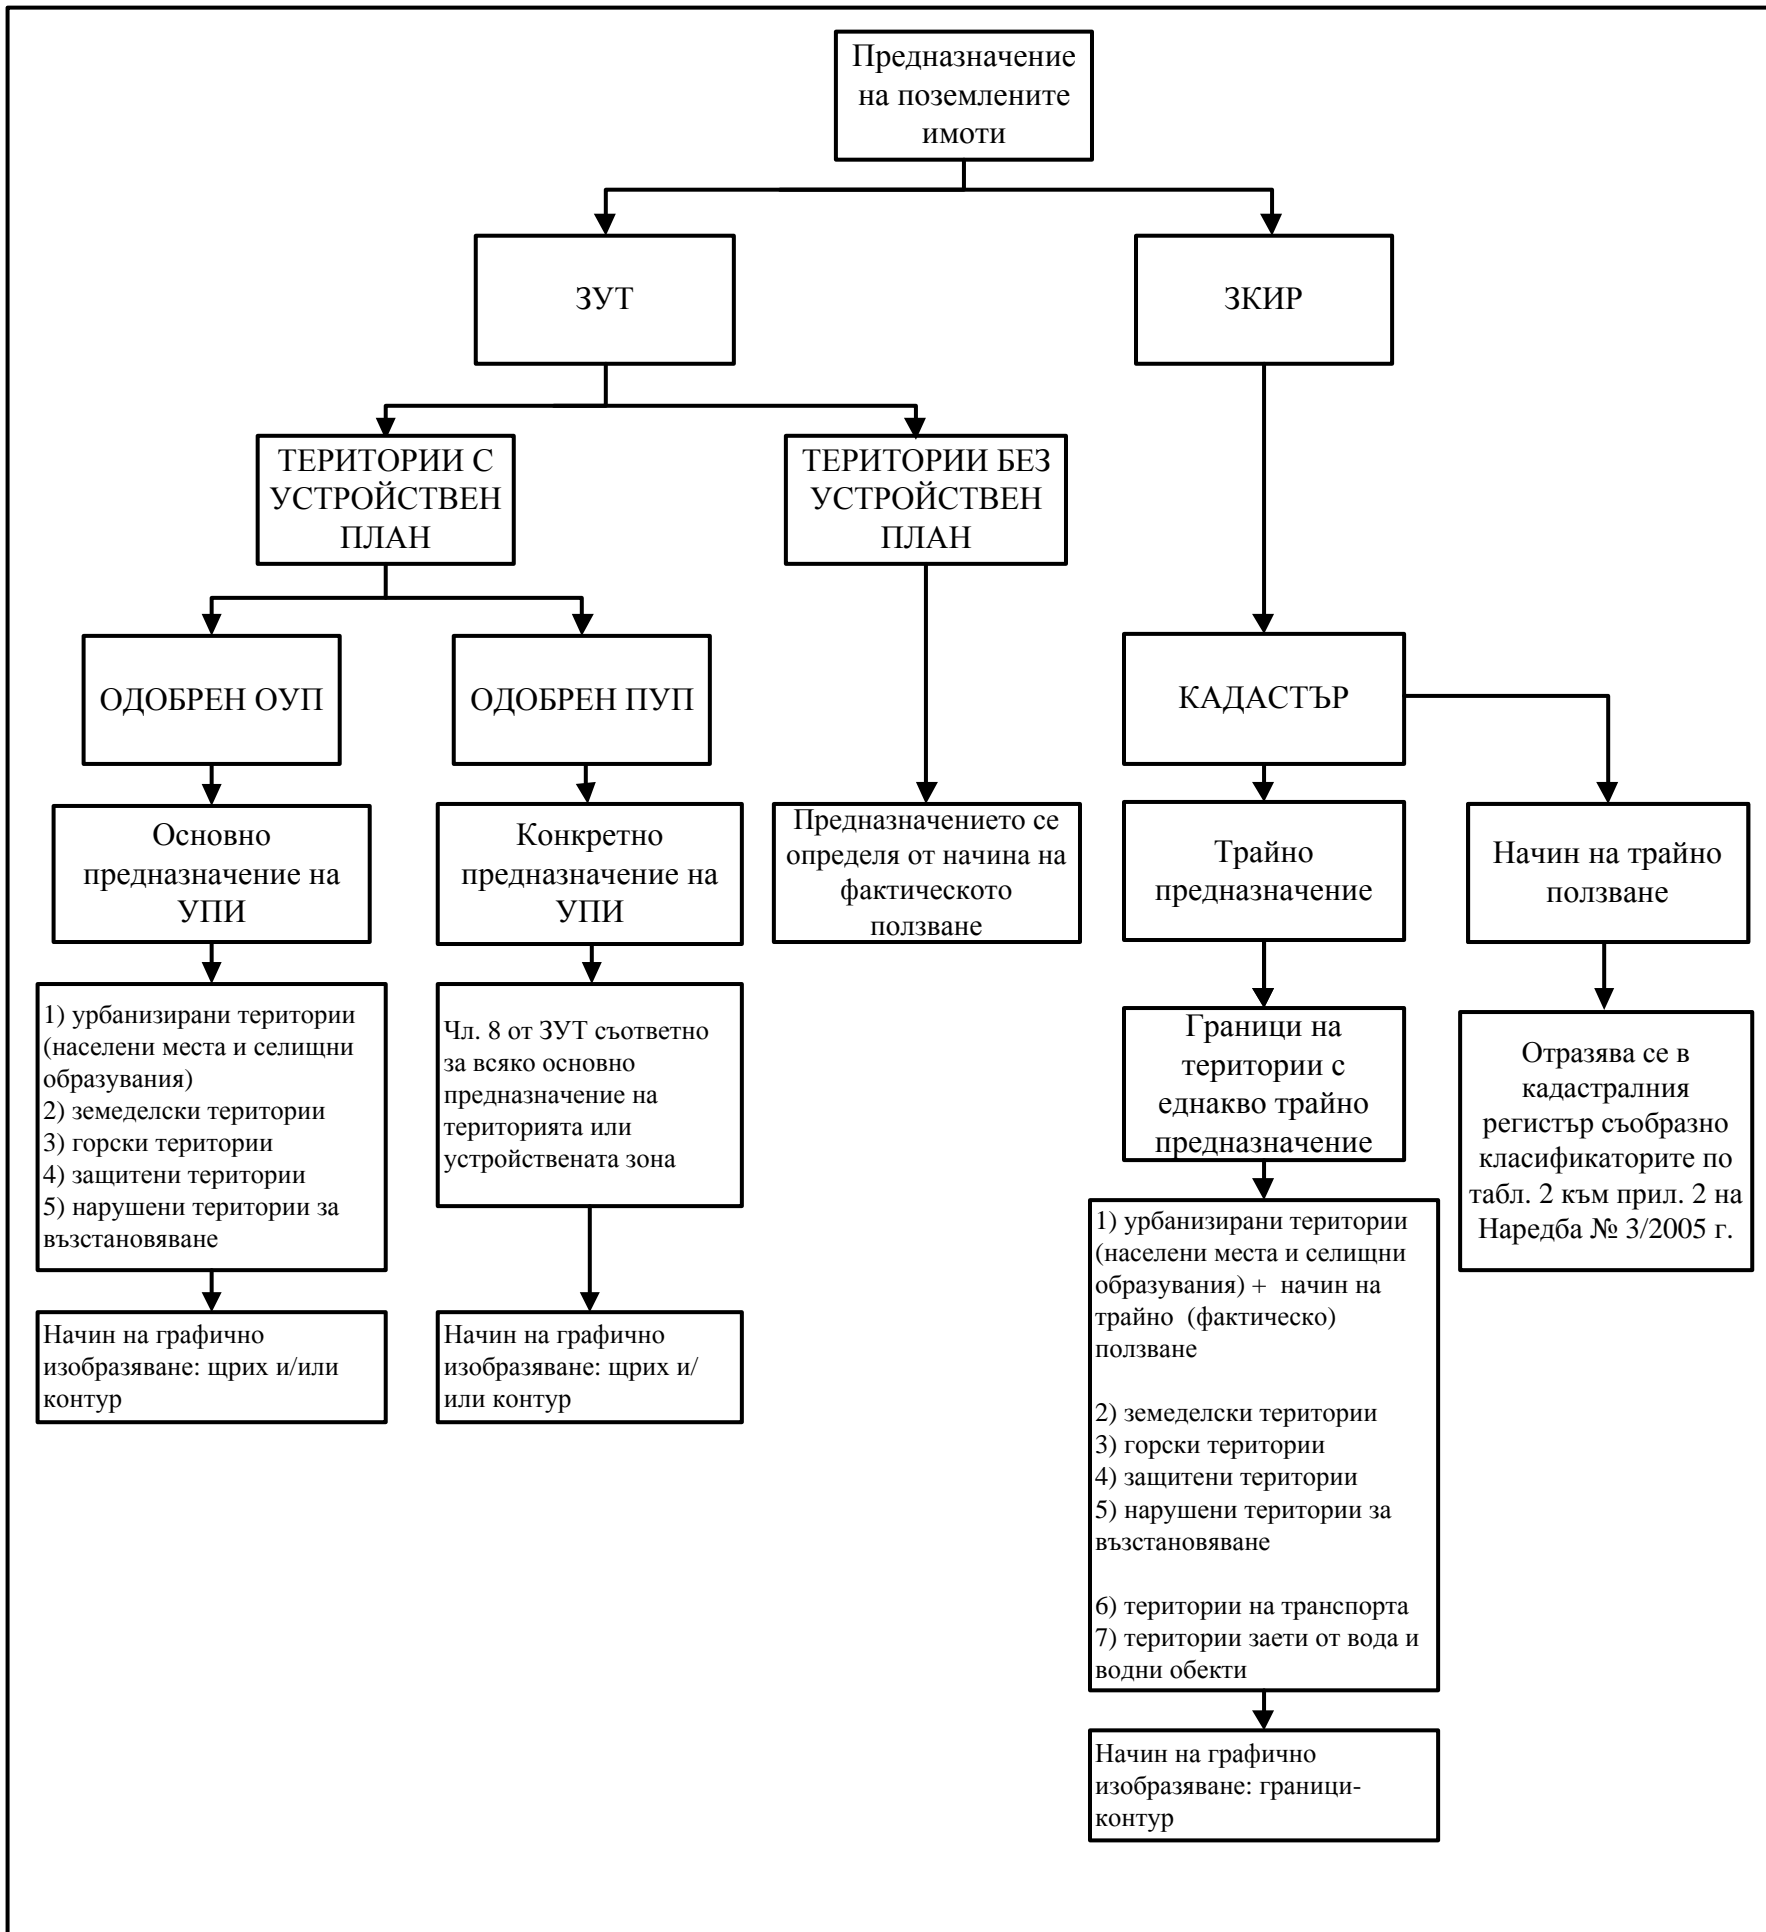 Предназначение
на поземлените
имоти
ЗУТ
ЗКИР
ТЕРИТОРИИ С
УСТРОЙСТВЕН
ПЛАН
ТЕРИТОРИИ БЕЗ
УСТРОЙСТВЕН
ПЛАН
ОДОБРЕН ОУП
ОДОБРЕН ПУП
КАДАСТЪР
Основно
предназначение на
УПИ
Конкретно
предназначение на
УПИ
Предназначението се
определя от начина на
фактическото
ползване
Трайно
предназначение
Начин на трайно
ползване
1) урбанизирани територии
(населени места и селищни
образувания)
2) земеделски територии
3) горски територии
4) защитени територии
5) нарушени територии за
възстановяване
Чл. 8 от ЗУТ съответно
за всяко основно
предназначение на
територията или
устройствената зона
Граници на
територии с
еднакво трайно
предназначение
Отразява се в
кадастралния
регистър съобразно
класификаторите по
табл. 2 към прил. 2 на
Наредба № 3/2005 г.
1) урбанизирани територии
(населени места и селищни
образувания) + начин на
трайно (фактическо)
ползване
2) земеделски територии
3) горски територии
4) защитени територии
5) нарушени територии за
възстановяване
6) територии на транспорта
7) територии заети от вода и
водни обекти
Начин на графично
изобразяване: щрих и/или
контур
Начин на графично
изобразяване: щрих и/
или контур
Начин на графично
изобразяване: граници-
контур